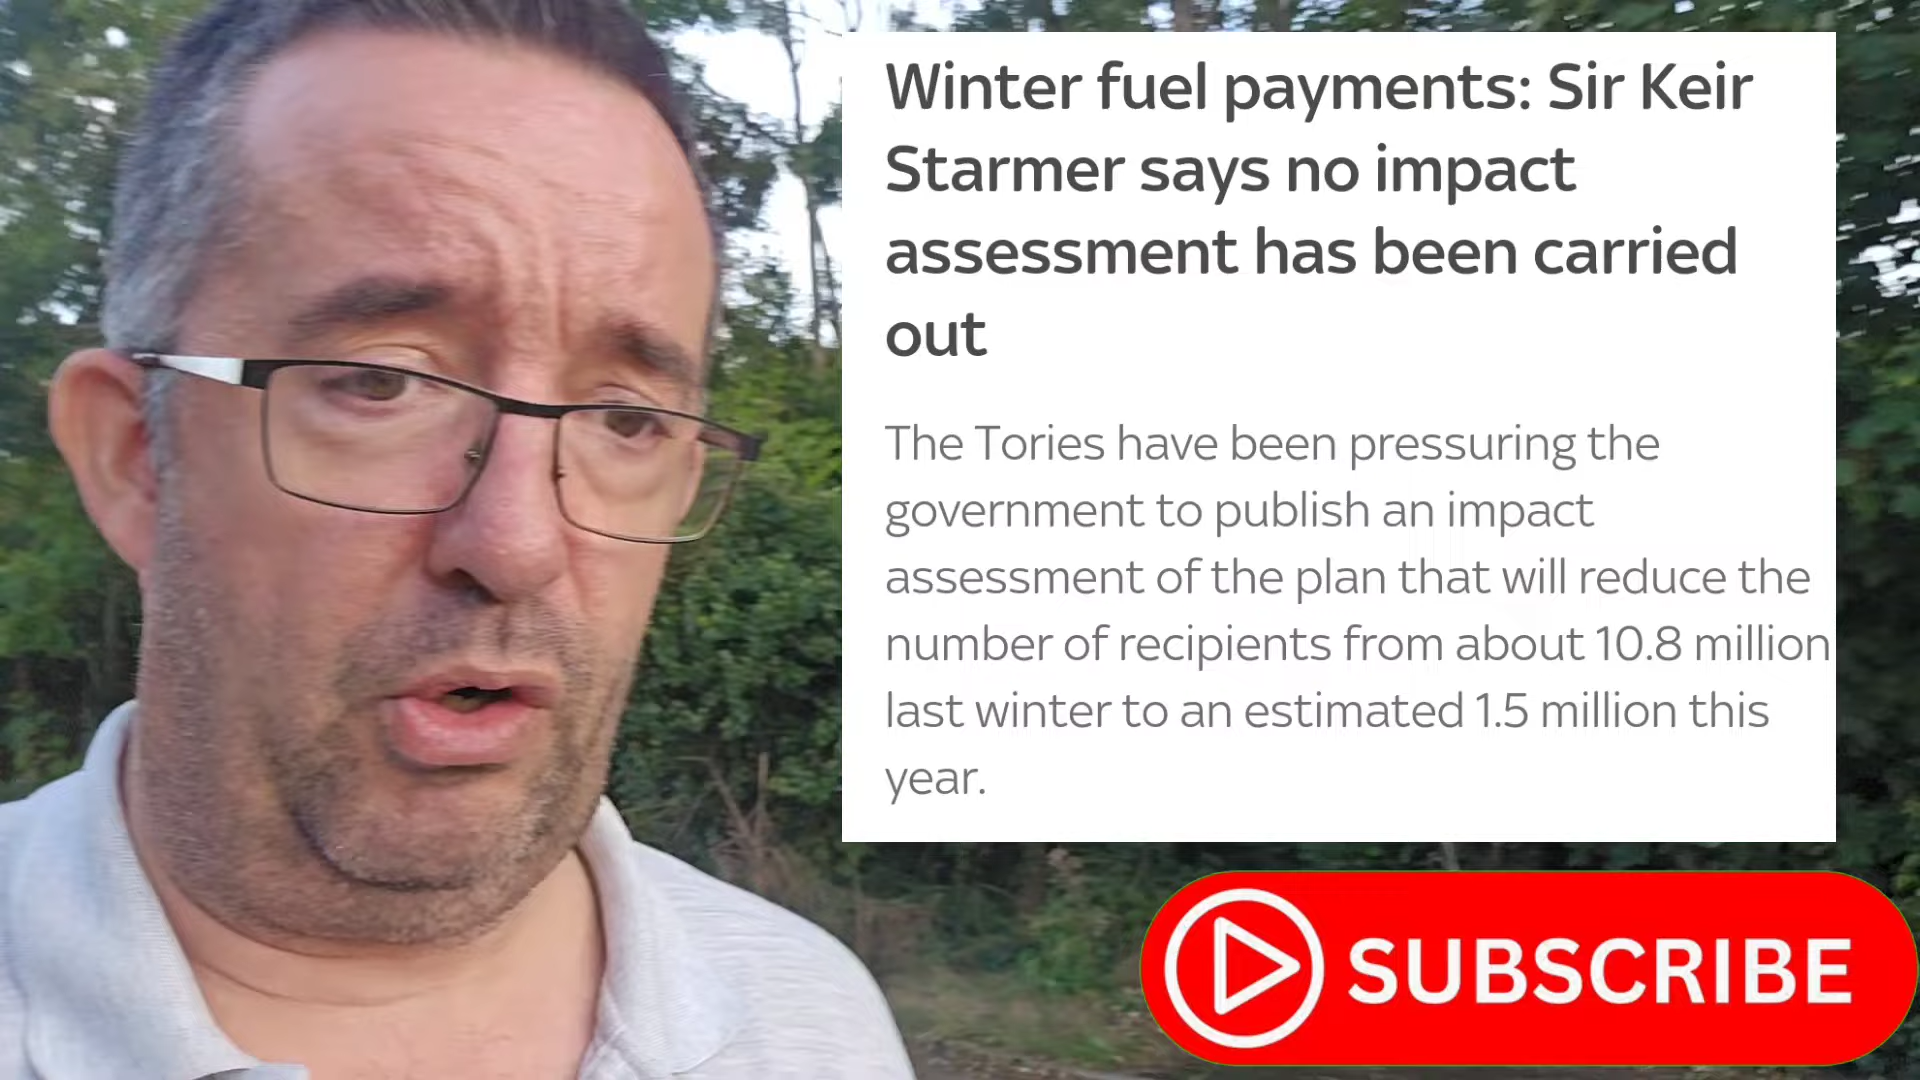 Winter fuel payments: Sir Keir
Starmer says no impact
assessment has been carried
out
The Tories have been pressuring the
government to publish an impact
assessment of the plan that will reduce the
number of recipients from about 10.8 million
last winter to an estimated 1.5 million this
year.
SUBSCRIBE